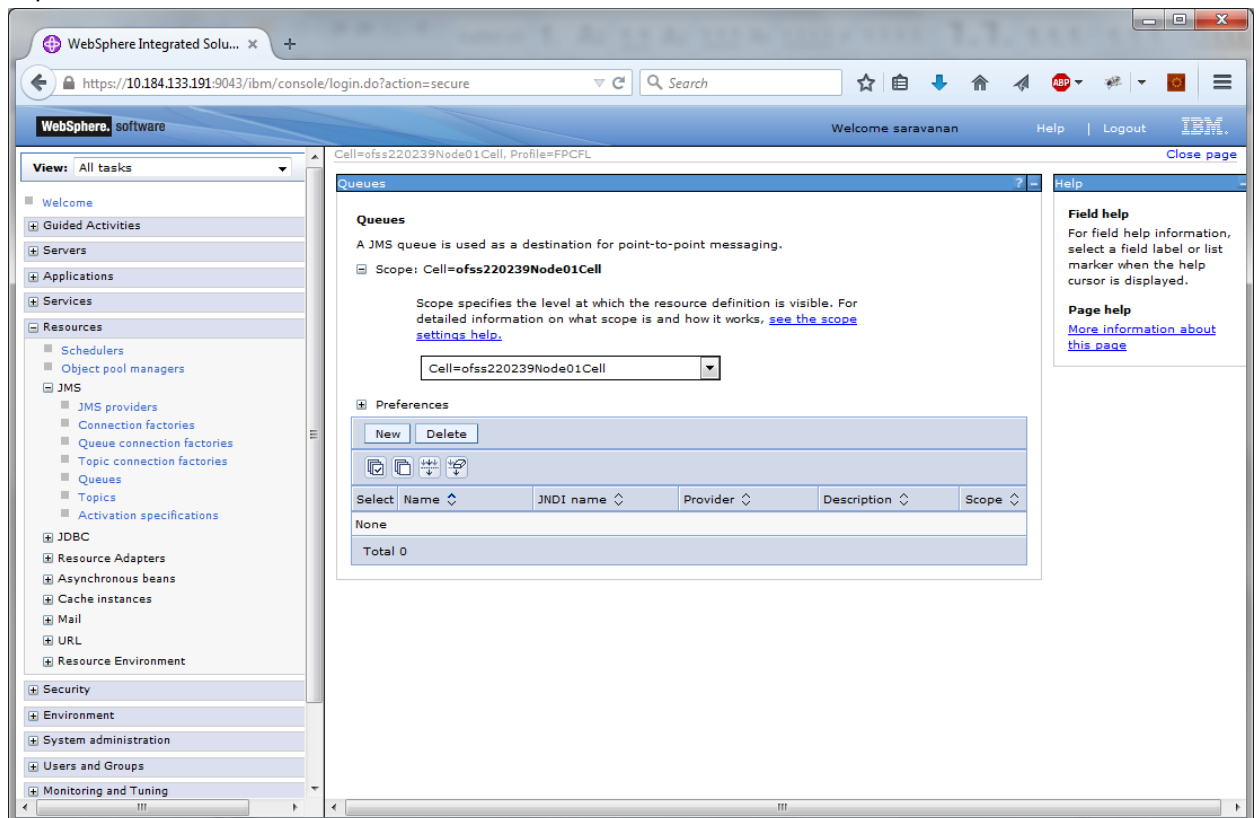 WebSphere Integrated Solu... × +
https://10.184.133.191:9043/ibm/console/login.do?action=secure
Search
ABP
WebSphere. software
Welcome saravanan
Help | Logout
IBM.
View: All tasks
Welcome
Guided Activities
Servers
Applications
Services
Resources
Schedulers
Object pool managers
JMS
JMS providers
Connection factories
Queue connection factories
Topic connection factories
Queues
Topics
Activation specifications
JDBC
Resource Adapters
Asynchronous beans
Cache instances
Mail
URL
Resource Environment
Security
Environment
System administration
Users and Groups
Monitoring and Tuning
Cell=ofss220239Node01Cell, Profile=FPCFL
Close page
Queues
? -
Queues
A JMS queue is used as a destination for point-to-point messaging.
Scope: Cell=ofss220239Node01Cell
Scope specifies the level at which the resource definition is visible. For
detailed information on what scope is and how it works, see the scope
settings help.
Cell=ofss220239Node01Cell
Preferences
New Delete
Select Name JNDI name Provider Description Scope
None
Total 0
Help
Field help
For field help information,
select a field label or list
marker when the help
cursor is displayed.
Page help
More information about
this page